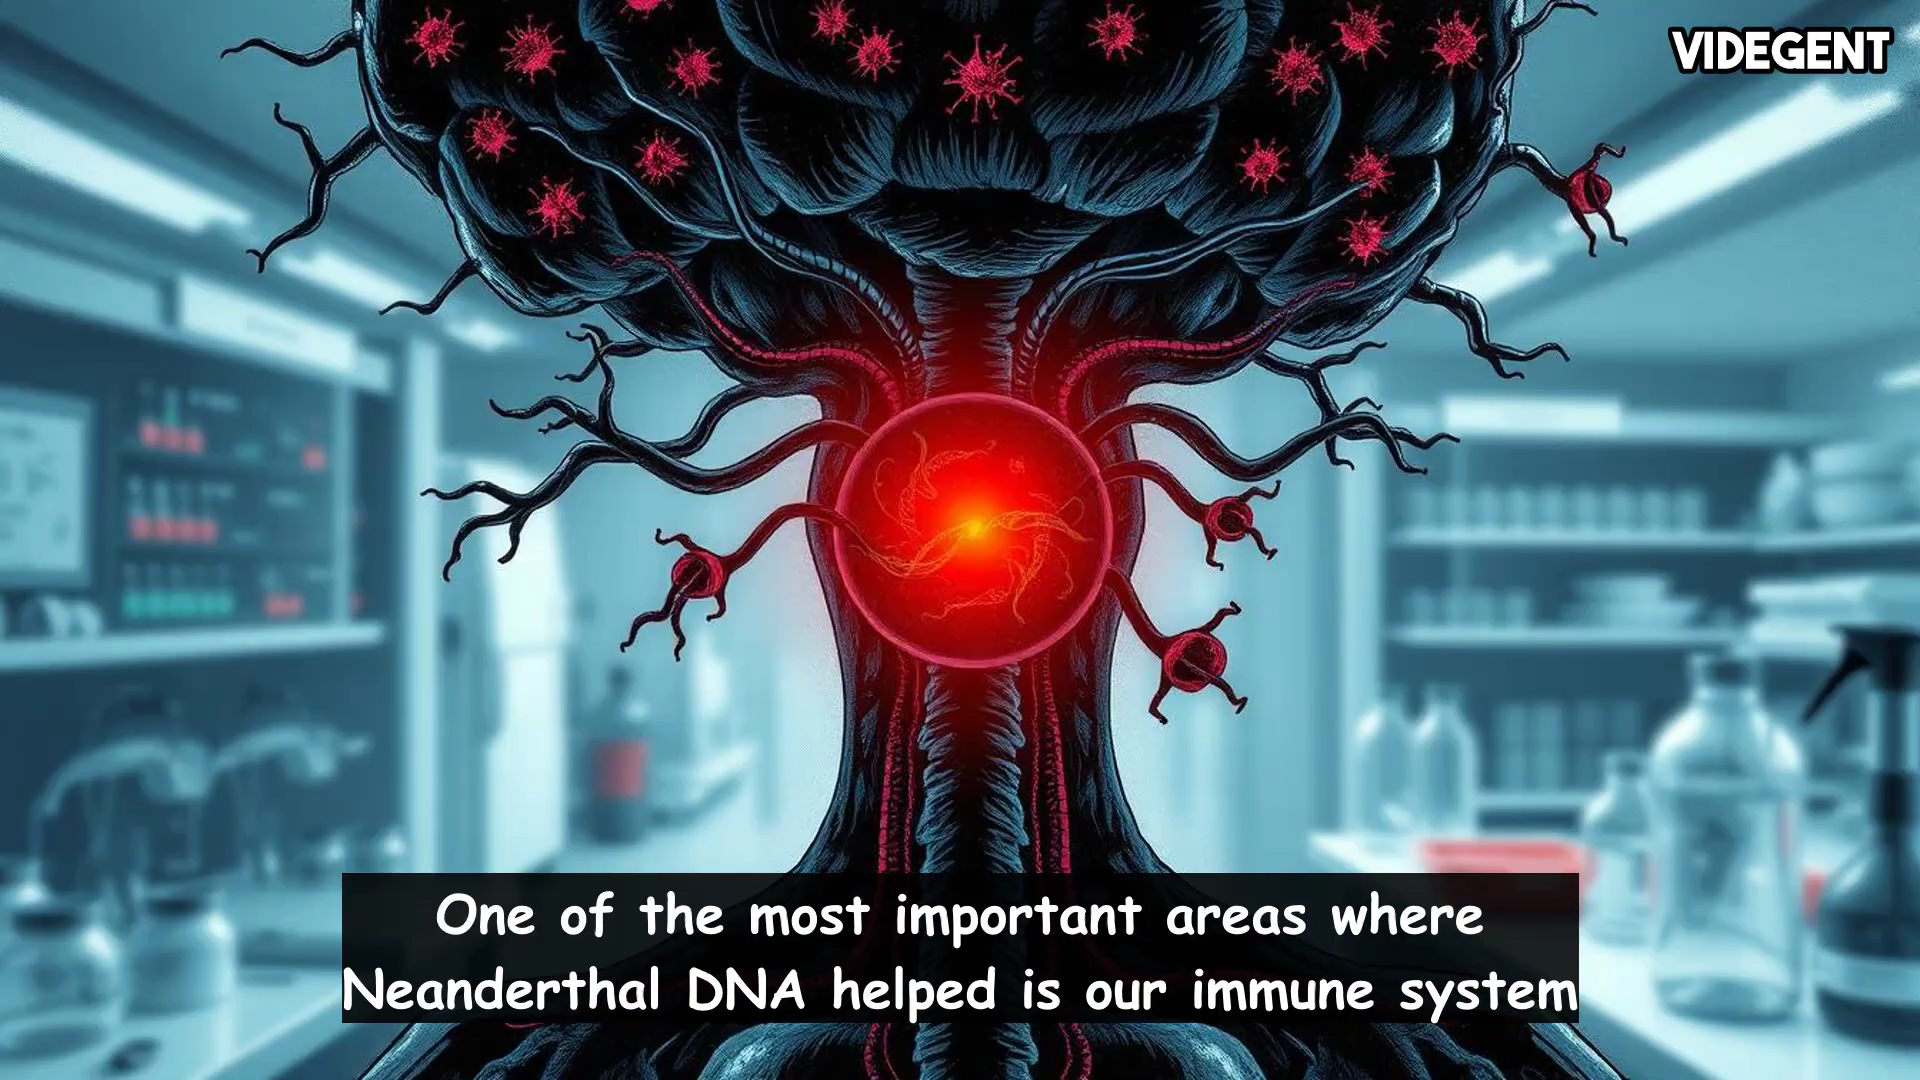 VIDEGENT
One of the most important areas where
Neanderthal DNA helped is our immune system